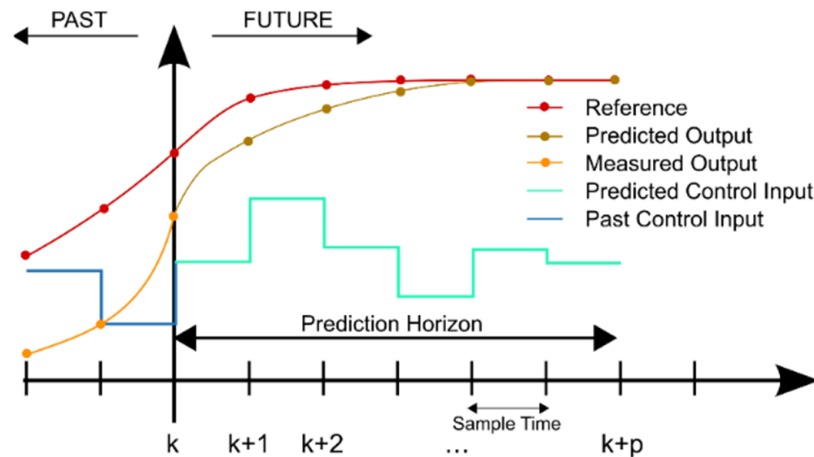 PAST
FUTURE
Reference
Predicted Output
Measured Output
Predicted Control Input
Past Control Input
Prediction Horizon
Sample Time
k
k+1
k+2
...
k+p